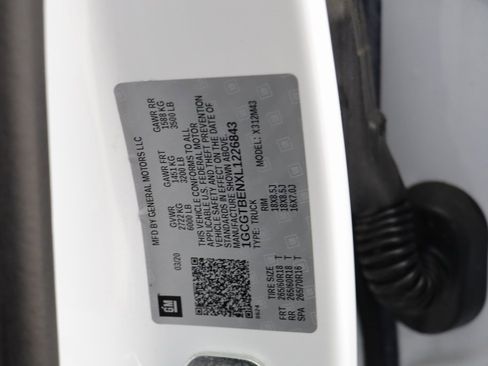 MFD BY GENERAL MOTORS LLC
03/20 GVWR GAWR FRT GAWR RR
2722 KG 1451 KG 1588 KG
6000 LB 3200 LB 3500 LB
THIS VEHICLE CONFORMS TO ALL
APPLICABLE U.S. FEDERAL MOTOR
VEHICLE SAFETY AND THEFT PREVENTION
STANDARDS IN EFFECT ON THE DATE OF
MANUFACTURE SHOWN ABOVE.
1GCGTBENXL1226843
TYPE: TRUCK MODEL: X312M43
GM
TIRE SIZE RIM
FRT 265/60R18 T 18X8.5J
RR 265/60R18 T 18X8.5J
SPA 265/70R16 T 16X7.0J